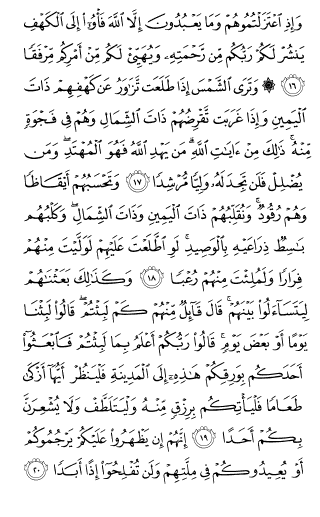 وَإِذِ ٱعۡتَزَلۡتُمُوهُمۡ وَمَا يَعۡبُدُونَ إِلَّا ٱللَّهَ فَأۡوُۥٓاْ إِلَى ٱلۡكَهۡفِ
يَنشُرۡ لَكُمۡ رَبُّكُم مِّن رَّحۡمَتِهِۦ وَيُهَيِّئۡ لَكُم مِّنۡ أَمۡرِكُم مِّرۡفَقٗا
١٦ ۞ وَتَرَى ٱلشَّمۡسَ إِذَا طَلَعَت تَّزَٰوَرُ عَن كَهۡفِهِمۡ ذَاتَ
ٱلۡيَمِينِ وَإِذَا غَرَبَت تَّقۡرِضُهُمۡ ذَاتَ ٱلشِّمَالِ وَهُمۡ فِي فَجۡوَةٖ
مِّنۡهُۚ ذَٰلِكَ مِنۡ ءَايَٰتِ ٱللَّهِۗ مَن يَهۡدِ ٱللَّهُ فَهُوَ ٱلۡمُهۡتَدِۖ وَمَن
يُضۡلِلۡ فَلَن تَجِدَ لَهُۥ وَلِيّٗا مُّرۡشِدٗا ١٧ وَتَحۡسَبُهُمۡ أَيۡقَاظٗا
وَهُمۡ رُقُودٞۚ وَنُقَلِّبُهُمۡ ذَاتَ ٱلۡيَمِينِ وَذَاتَ ٱلشِّمَالِۖ وَكَلۡبُهُم
بَٰسِطٞ ذِرَاعَيۡهِ بِٱلۡوَصِيدِۚ لَوِ ٱطَّلَعۡتَ عَلَيۡهِمۡ لَوَلَّيۡتَ مِنۡهُمۡ
فِرَارٗا وَلَمُلِئۡتَ مِنۡهُمۡ رُعۡبٗا ١٨ وَكَذَٰلِكَ بَعَثۡنَٰهُمۡ
لِيَتَسَآءَلُواْ بَيۡنَهُمۡۚ قَالَ قَآئِلٞ مِّنۡهُمۡ كَمۡ لَبِثۡتُمۡۖ قَالُواْ لَبِثۡنَا
يَوۡمًا أَوۡ بَعۡضَ يَوۡمٖۚ قَالُواْ رَبُّكُمۡ أَعۡلَمُ بِمَا لَبِثۡتُمۡ فَٱبۡعَثُوٓاْ
أَحَدَكُم بِوَرِقِكُمۡ هَٰذِهِۦٓ إِلَى ٱلۡمَدِينَةِ فَلۡيَنظُرۡ أَيُّهَآ أَزۡكَىٰ
طَعَامٗا فَلۡيَأۡتِكُم بِرِزۡقٖ مِّنۡهُ وَلۡيَتَلَطَّفۡ وَلَا يُشۡعِرَنَّ
بِكُمۡ أَحَدًا ١٩ إِنَّهُمۡ إِن يَظۡهَرُواْ عَلَيۡكُمۡ يَرۡجُمُوكُمۡ
أَوۡ يُعِيدُوكُمۡ فِي مِلَّتِهِمۡ وَلَن تُفۡلِحُوٓاْ إِذًا أَبَدٗا ٢٠